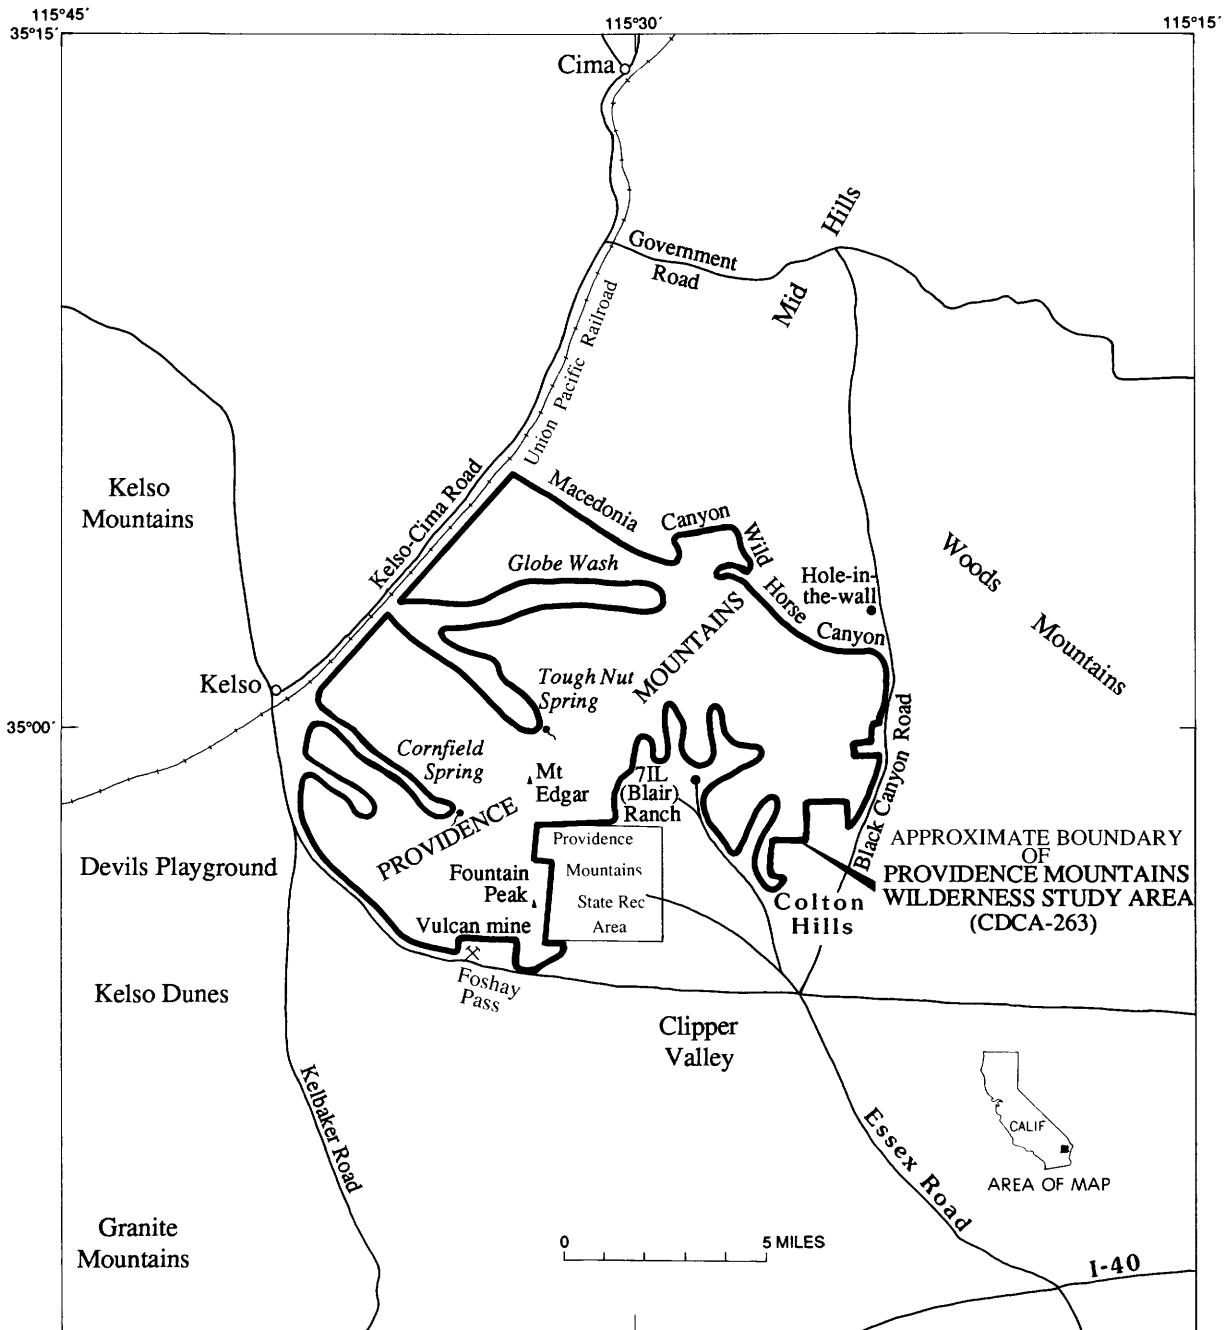 115°45′
115°30′
115°15′
35°15′
Cima
Hills
Government
Road
Mid
Union Pacific Railroad
Kelso-Cima Road
Kelso
Mountains
Macedonia
Canyon
Wild
Horse
Canyon
Globe Wash
Hole-in-
the-wall
Woods
Mountains
MOUNTAINS
Kelso
Tough Nut
Spring
35°00′
Cornfield
Spring
Mt
Edgar
7IL
(Blair)
Ranch
Black Canyon Road
PROVIDENCE
Providence
Mountains
State Rec
Area
APPROXIMATE BOUNDARY
OF
PROVIDENCE MOUNTAINS
WILDERNESS STUDY AREA
(CDCA-263)
Devils Playground
Fountain
Peak
Colton
Hills
Vulcan mine
Foshay
Pass
Kelso Dunes
Clipper
Valley
Kelbaker Road
Essex Road
CALIF
AREA OF MAP
Granite
Mountains
0
5 MILES
I-40